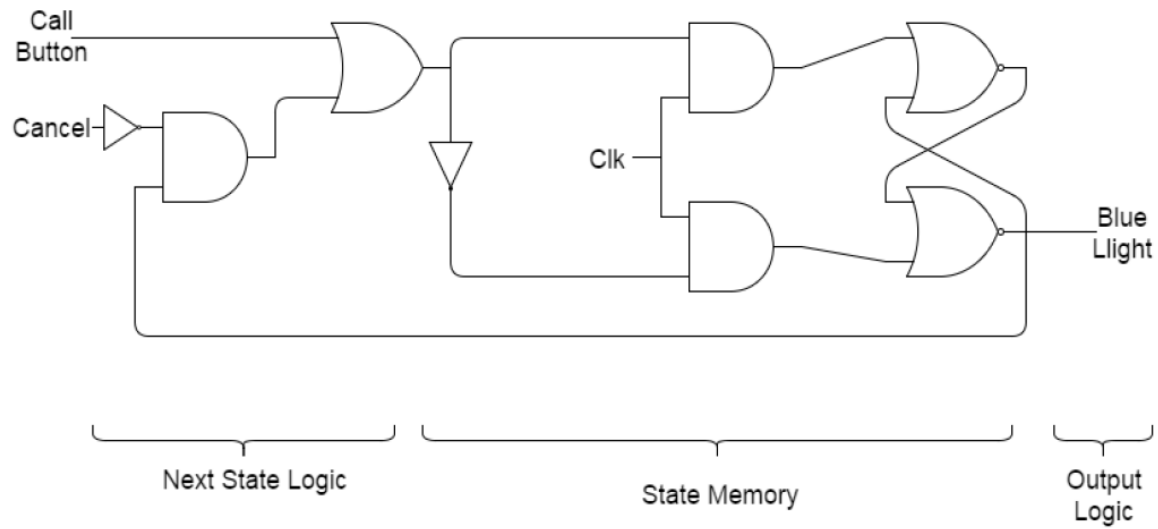 Call
Button
Cancel
Clk
Blue
Llight
Next State Logic
State Memory
Output
Logic